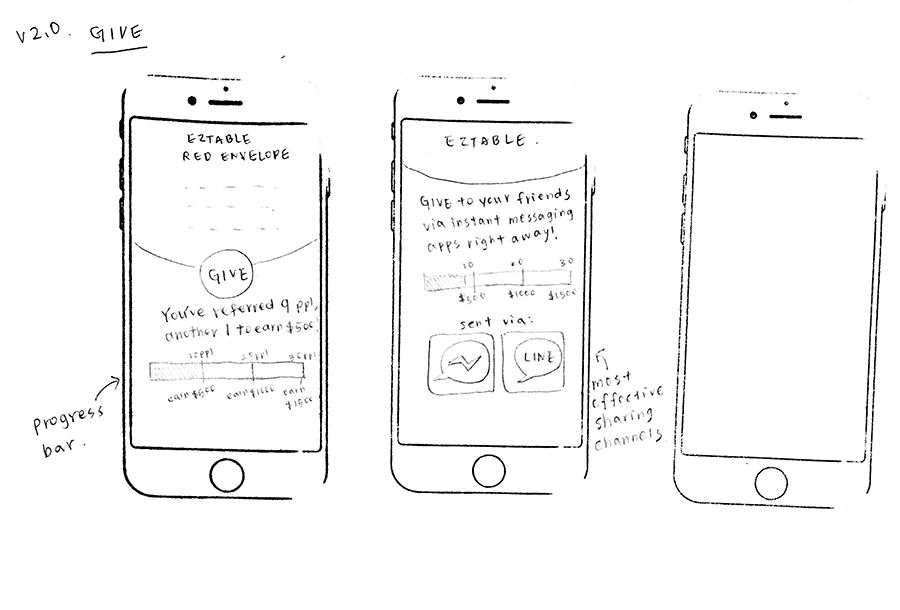 V2.0. GIVE
EZTABLE
RED ENVELOPE
GIVE
You've referred 9 ppl,
another 1 to earn $500!
10ppl 20ppl 30ppl
earn $500 earn $1000 earn
$1500
progress
bar.
EZTABLE.
GIVE to your friends
via instant messaging
apps right away!
10 20 30
$500 $1000 $1500
sent via:
LINE
most
effective
sharing
channels